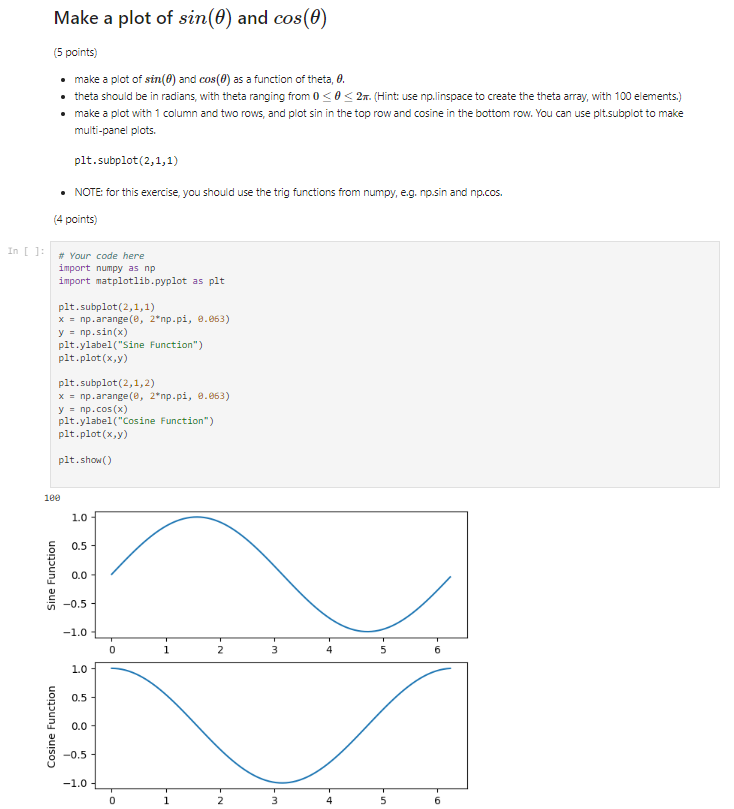 Make a plot of sin(θ) and cos(θ)
(5 points)
• make a plot of sin(θ) and cos(θ) as a function of theta, θ.
• theta should be in radians, with theta ranging from 0 ≤ θ ≤ 2π. (Hint: use np.linspace to create the theta array, with 100 elements.)
• make a plot with 1 column and two rows, and plot sin in the top row and cosine in the bottom row. You can use plt.subplot to make
multi-panel plots.
plt.subplot(2,1,1)
• NOTE: for this exercise, you should use the trig functions from numpy, e.g. np.sin and np.cos.
(4 points)
In [ ]:
# Your code here
import numpy as np
import matplotlib.pyplot as plt
plt.subplot(2,1,1)
x = np.arange(0, 2*np.pi, 0.063)
y = np.sin(x)
plt.ylabel("Sine Function")
plt.plot(x,y)
plt.subplot(2,1,2)
x = np.arange(0, 2*np.pi, 0.063)
y = np.cos(x)
plt.ylabel("Cosine Function")
plt.plot(x,y)
plt.show()
100
Sine Function
1.0
0.5
0.0
−0.5
−1.0
0 1 2 3 4 5 6
Cosine Function
1.0
0.5
0.0
−0.5
−1.0
0 1 2 3 4 5 6